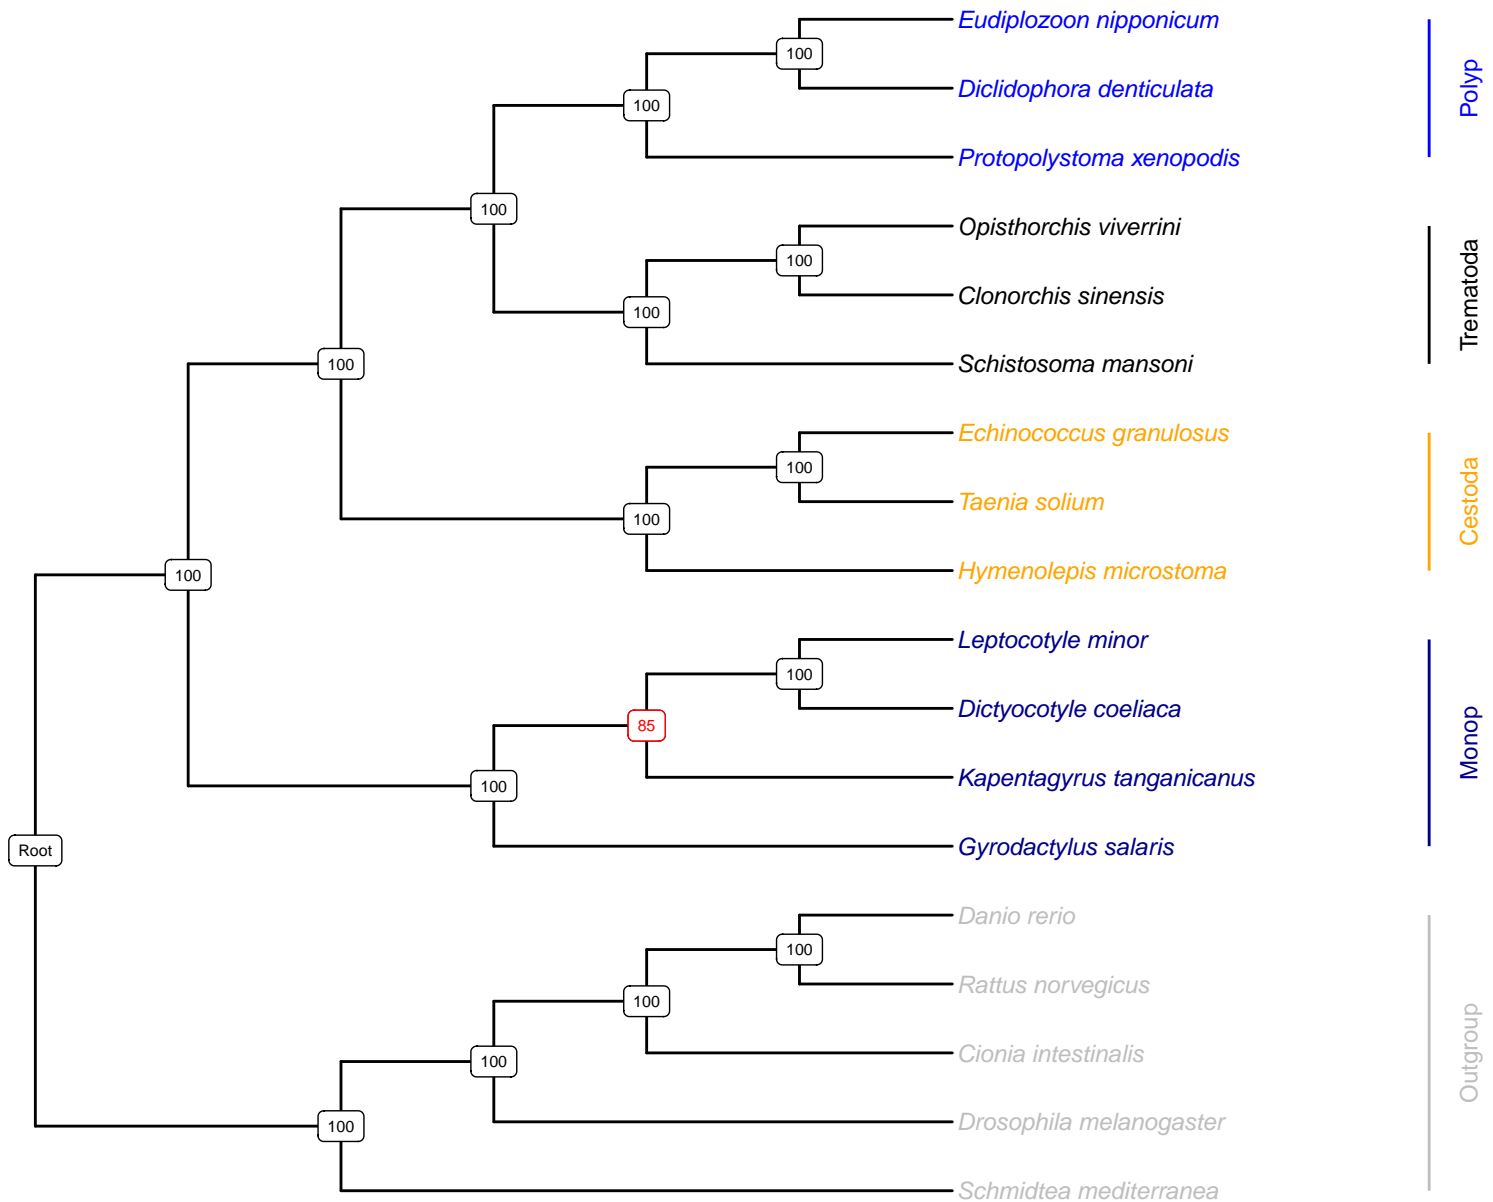 Eudiplozoon nipponicum
100
Diclidophora denticulata
100
Protopolystoma xenopodis
Polyp
100
Opisthorchis viverrini
100
Clonorchis sinensis
100
Schistosoma mansoni
Trematoda
100
Echinococcus granulosus
100
Taenia solium
100
Hymenolepis microstoma
Cestoda
100
Leptocotyle minor
100
Dictyocotyle coeliaca
85
Kapentagyrus tanganicanus
100
Gyrodactylus salaris
Monop
Root
Danio rerio
100
Rattus norvegicus
100
Cionia intestinalis
100
Drosophila melanogaster
100
Schmidtea mediterranea
Outgroup